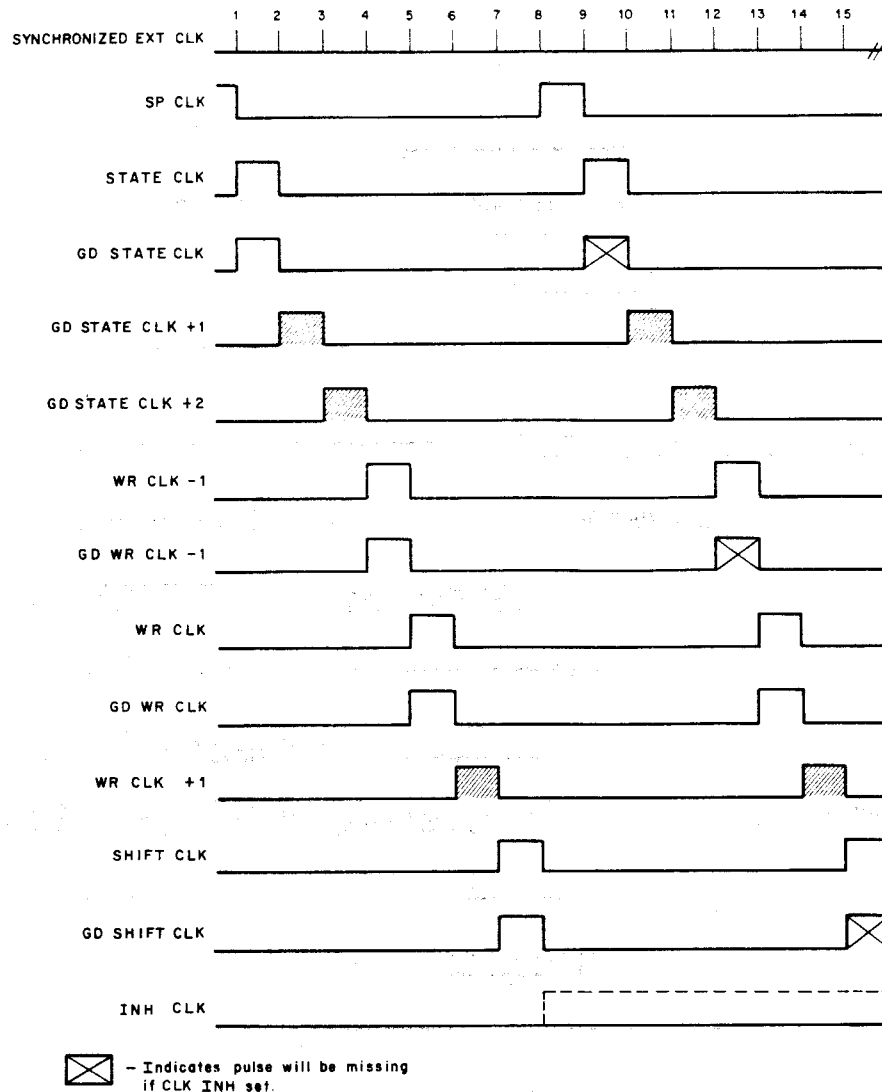 1 2 3 4 5 6 7 8 9 10 11 12 13 14 15
SYNCHRONIZED EXT CLK
SP CLK
STATE CLK
GD STATE CLK
GD STATE CLK +1
GD STATE CLK +2
WR CLK -1
GD WR CLK -1
WR CLK
GD WR CLK
WR CLK +1
SHIFT CLK
GD SHIFT CLK
INH CLK
- Indicates pulse will be missing
if CLK INH set.